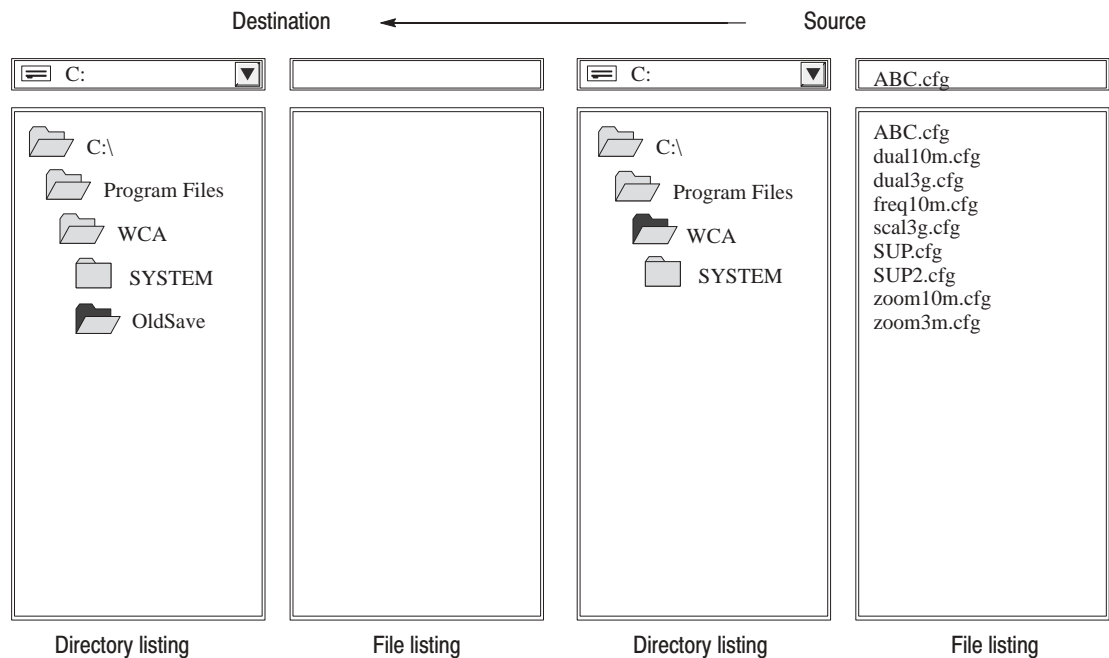 Destination
Source
C:
C:
ABC.cfg
C:\
Program Files
WCA
SYSTEM
OldSave
C:\
Program Files
WCA
SYSTEM
ABC.cfg
dual10m.cfg
dual3g.cfg
freq10m.cfg
scal3g.cfg
SUP.cfg
SUP2.cfg
zoom10m.cfg
zoom3m.cfg
Directory listing
File listing
Directory listing
File listing